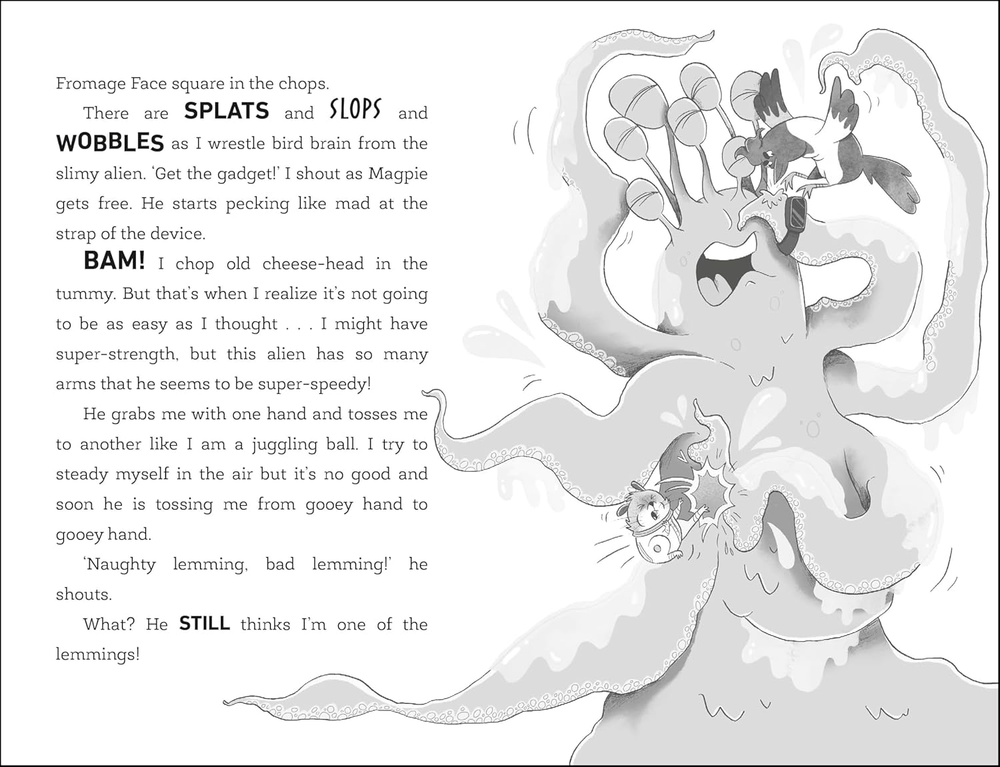 Fromage Face square in the chops.
There are SPLATS and SLOPS and
WOBBLES as I wrestle bird brain from the
slimy alien. ‘Get the gadget!’ I shout as Magpie
gets free. He starts pecking like mad at the
strap of the device.
BAM! I chop old cheese-head in the
tummy. But that’s when I realize it’s not going
to be as easy as I thought . . . I might have
super-strength, but this alien has so many
arms that he seems to be super-speedy!
He grabs me with one hand and tosses me
to another like I am a juggling ball. I try to
steady myself in the air but it’s no good and
soon he is tossing me from gooey hand to
gooey hand.
‘Naughty lemming, bad lemming!’ he
shouts.
What? He STILL thinks I’m one of the
lemmings!